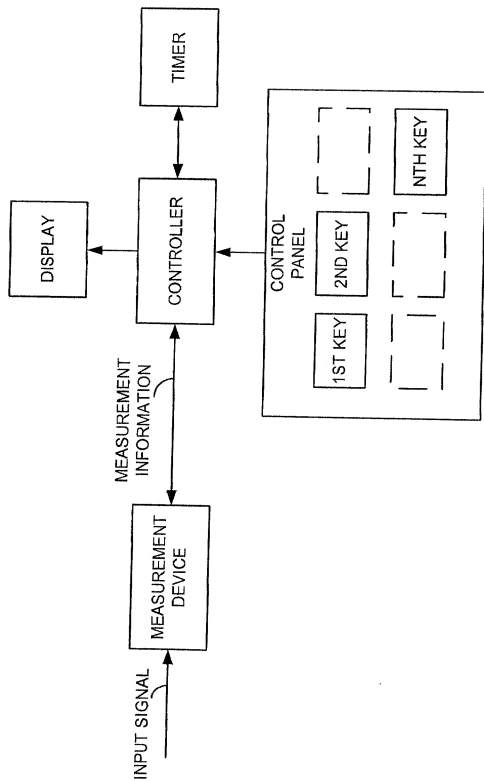 INPUT SIGNAL
MEASUREMENT
DEVICE
MEASUREMENT
INFORMATION
DISPLAY
CONTROLLER
TIMER
CONTROL
PANEL
1ST KEY
2ND KEY
NTH KEY